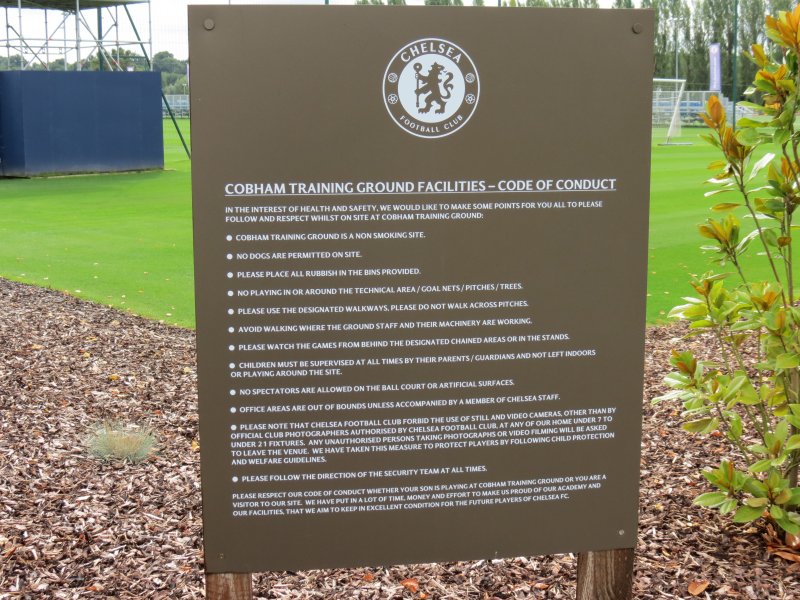 CHELSEA
FOOTBALL CLUB
COBHAM TRAINING GROUND FACILITIES – CODE OF CONDUCT
IN THE INTEREST OF HEALTH AND SAFETY, WE WOULD LIKE TO MAKE SOME POINTS FOR YOU ALL TO PLEASE
FOLLOW AND RESPECT WHILST ON SITE AT COBHAM TRAINING GROUND:
● COBHAM TRAINING GROUND IS A NON SMOKING SITE.
● NO DOGS ARE PERMITTED ON SITE.
● PLEASE PLACE ALL RUBBISH IN THE BINS PROVIDED.
● NO PLAYING IN OR AROUND THE TECHNICAL AREA / GOAL NETS / PITCHES / TREES.
● PLEASE USE THE DESIGNATED WALKWAYS, PLEASE DO NOT WALK ACROSS PITCHES.
● AVOID WALKING WHERE THE GROUND STAFF AND THEIR MACHINERY ARE WORKING.
● PLEASE WATCH THE GAMES FROM BEHIND THE DESIGNATED CHAINED AREAS OR IN THE STANDS.
● CHILDREN MUST BE SUPERVISED AT ALL TIMES BY THEIR PARENTS / GUARDIANS AND NOT LEFT INDOORS
OR PLAYING AROUND THE SITE.
● NO SPECTATORS ARE ALLOWED ON THE BALL COURT OR ARTIFICIAL SURFACES.
● OFFICE AREAS ARE OUT OF BOUNDS UNLESS ACCOMPANIED BY A MEMBER OF CHELSEA STAFF.
● PLEASE NOTE THAT CHELSEA FOOTBALL CLUB FORBID THE USE OF STILL AND VIDEO CAMERAS, OTHER THAN BY
OFFICIAL CLUB PHOTOGRAPHERS AUTHORISED BY CHELSEA FOOTBALL CLUB, AT ANY OF OUR HOME UNDER 7 TO
UNDER 21 FIXTURES. ANY UNAUTHORISED PERSONS TAKING PHOTOGRAPHS OR VIDEO FILMING WILL BE ASKED
TO LEAVE THE VENUE. WE HAVE TAKEN THIS MEASURE TO PROTECT PLAYERS BY FOLLOWING CHILD PROTECTION
AND WELFARE GUIDELINES.
● PLEASE FOLLOW THE DIRECTION OF THE SECURITY TEAM AT ALL TIMES.
PLEASE RESPECT OUR CODE OF CONDUCT WHETHER YOUR SON IS PLAYING AT COBHAM TRAINING GROUND OR YOU ARE A
VISITOR TO OUR SITE. WE HAVE PUT IN A LOT OF TIME, MONEY AND EFFORT TO MAKE US PROUD OF OUR ACADEMY AND
OUR FACILITIES, THAT WE AIM TO KEEP IN EXCELLENT CONDITION FOR THE FUTURE PLAYERS OF CHELSEA FC.